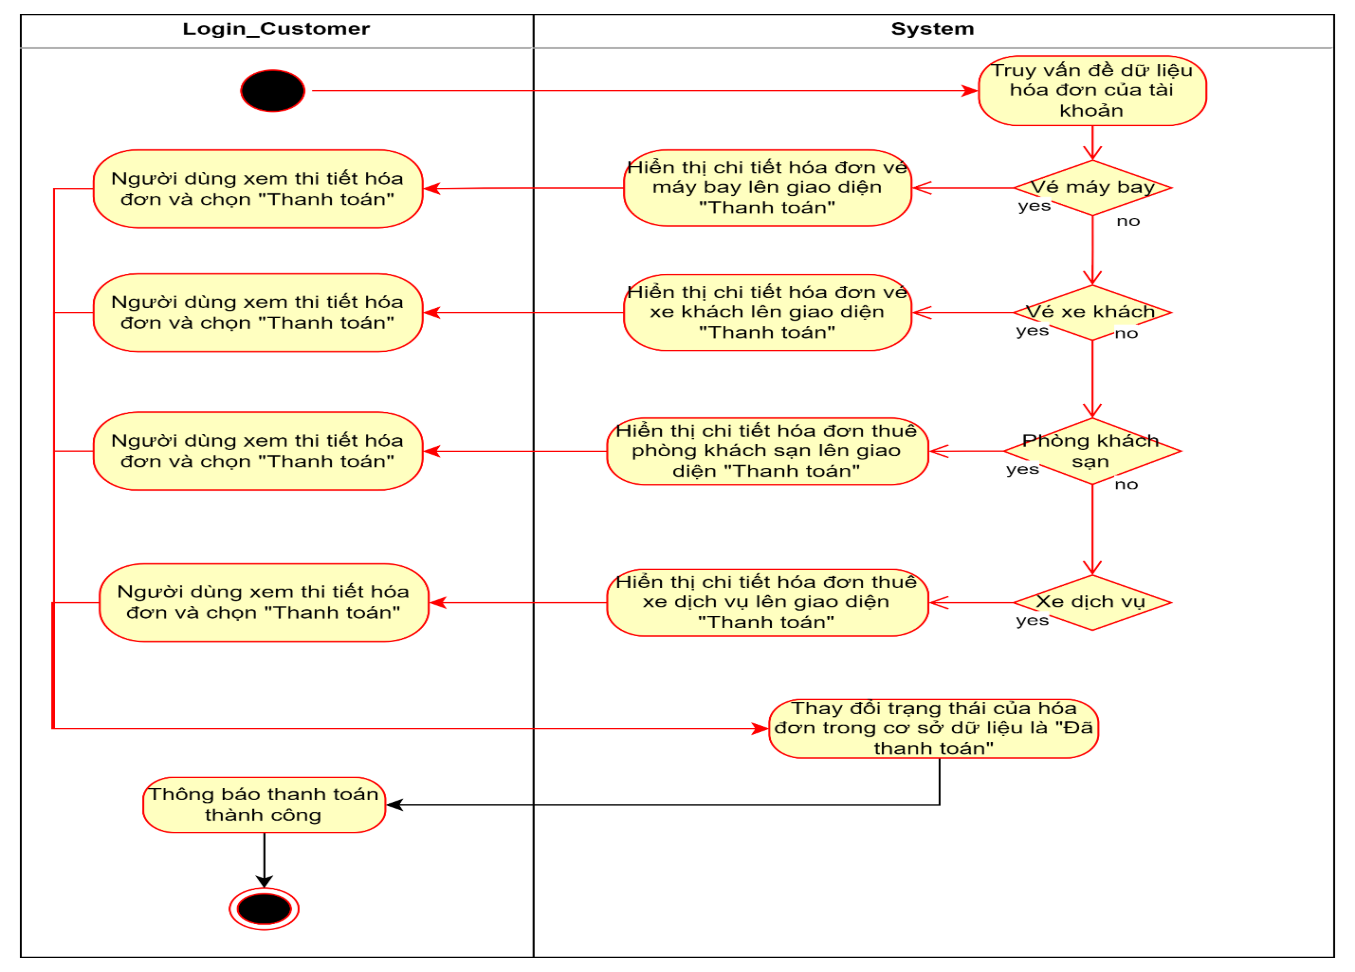 Login_Customer
System
Truy vấn đề dữ liệu
hóa đơn của tài
khoản
Người dùng xem thi tiết hóa
đơn và chọn "Thanh toán"
Hiển thị chi tiết hóa đơn vé
máy bay lên giao diện
"Thanh toán"
Vé máy bay
yes
no
Người dùng xem thi tiết hóa
đơn và chọn "Thanh toán"
Hiển thị chi tiết hóa đơn vé
xe khách lên giao diện
"Thanh toán"
Vé xe khách
yes
no
Người dùng xem thi tiết hóa
đơn và chọn "Thanh toán"
Hiển thị chi tiết hóa đơn thuê
phòng khách sạn lên giao
diện "Thanh toán"
Phòng khách
sạn
yes
no
Người dùng xem thi tiết hóa
đơn và chọn "Thanh toán"
Hiển thị chi tiết hóa đơn thuê
xe dịch vụ lên giao diện
"Thanh toán"
Xe dịch vụ
yes
Thay đổi trạng thái của hóa
đơn trong cơ sở dữ liệu là "Đã
thanh toán"
Thông báo thanh toán
thành công